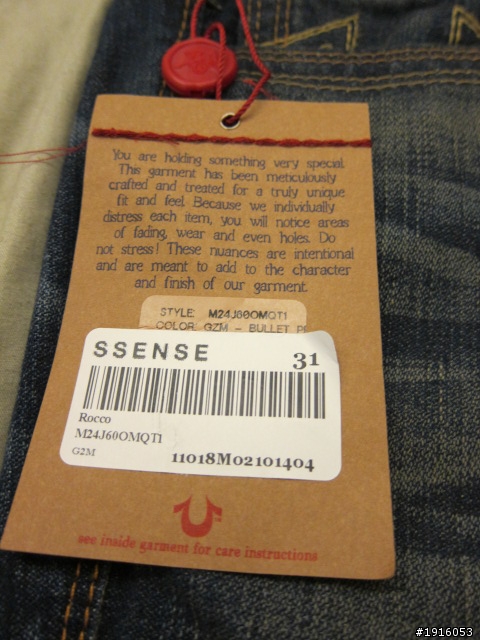 You are holding something very special.
This garment has been meticulously
crafted and treated for a truly unique
fit and feel. Because we individually
distress each item, you will notice areas
of fading, wear and even holes. Do
not stress! These nuances are intentional
and are meant to add to the character
and finish of our garment.
STYLE: M24J60OMQT1
COLOR: GZM - BULLET
SSENSE 31
Rocco
M24J60OMQT1
G2M
11018M02101404
see inside garment for care instructions
#1916053